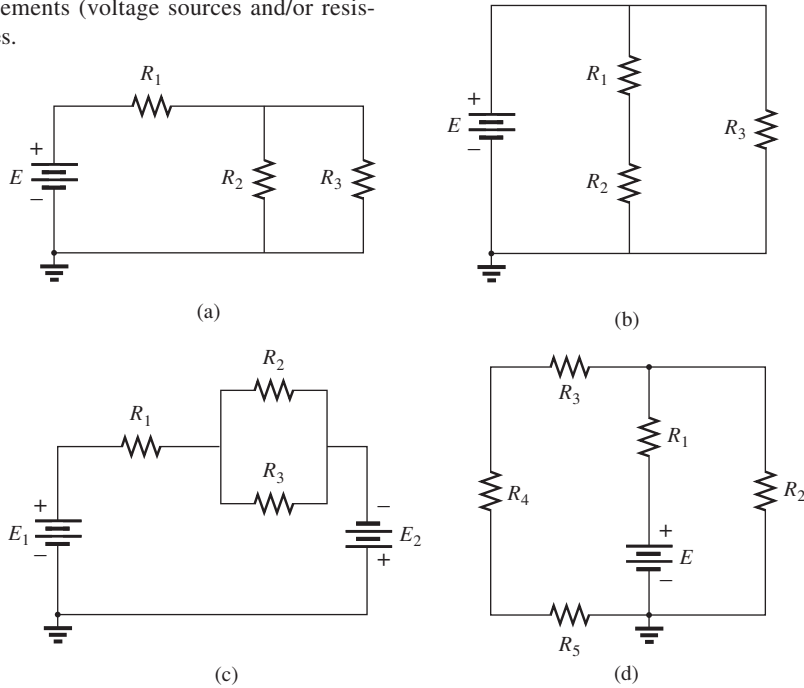 ements (voltage sources and/or resis-
es.
R1
+
E
−
R2
R3
(a)
R1
+
E
−
R2
R3
(b)
R2
R1
R3
+
E1
−
−
E2
+
(c)
R3
R1
R4
R2
+
E
−
R5
(d)